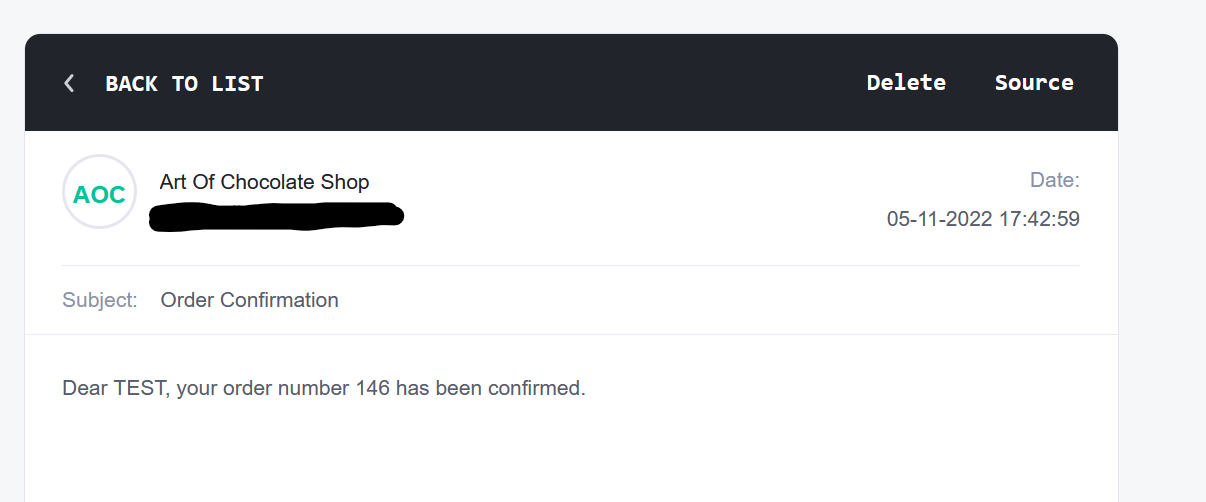 BACK TO LIST
Delete
Source
AOC
Art Of Chocolate Shop
Date:
05-11-2022 17:42:59
Subject: Order Confirmation
Dear TEST, your order number 146 has been confirmed.